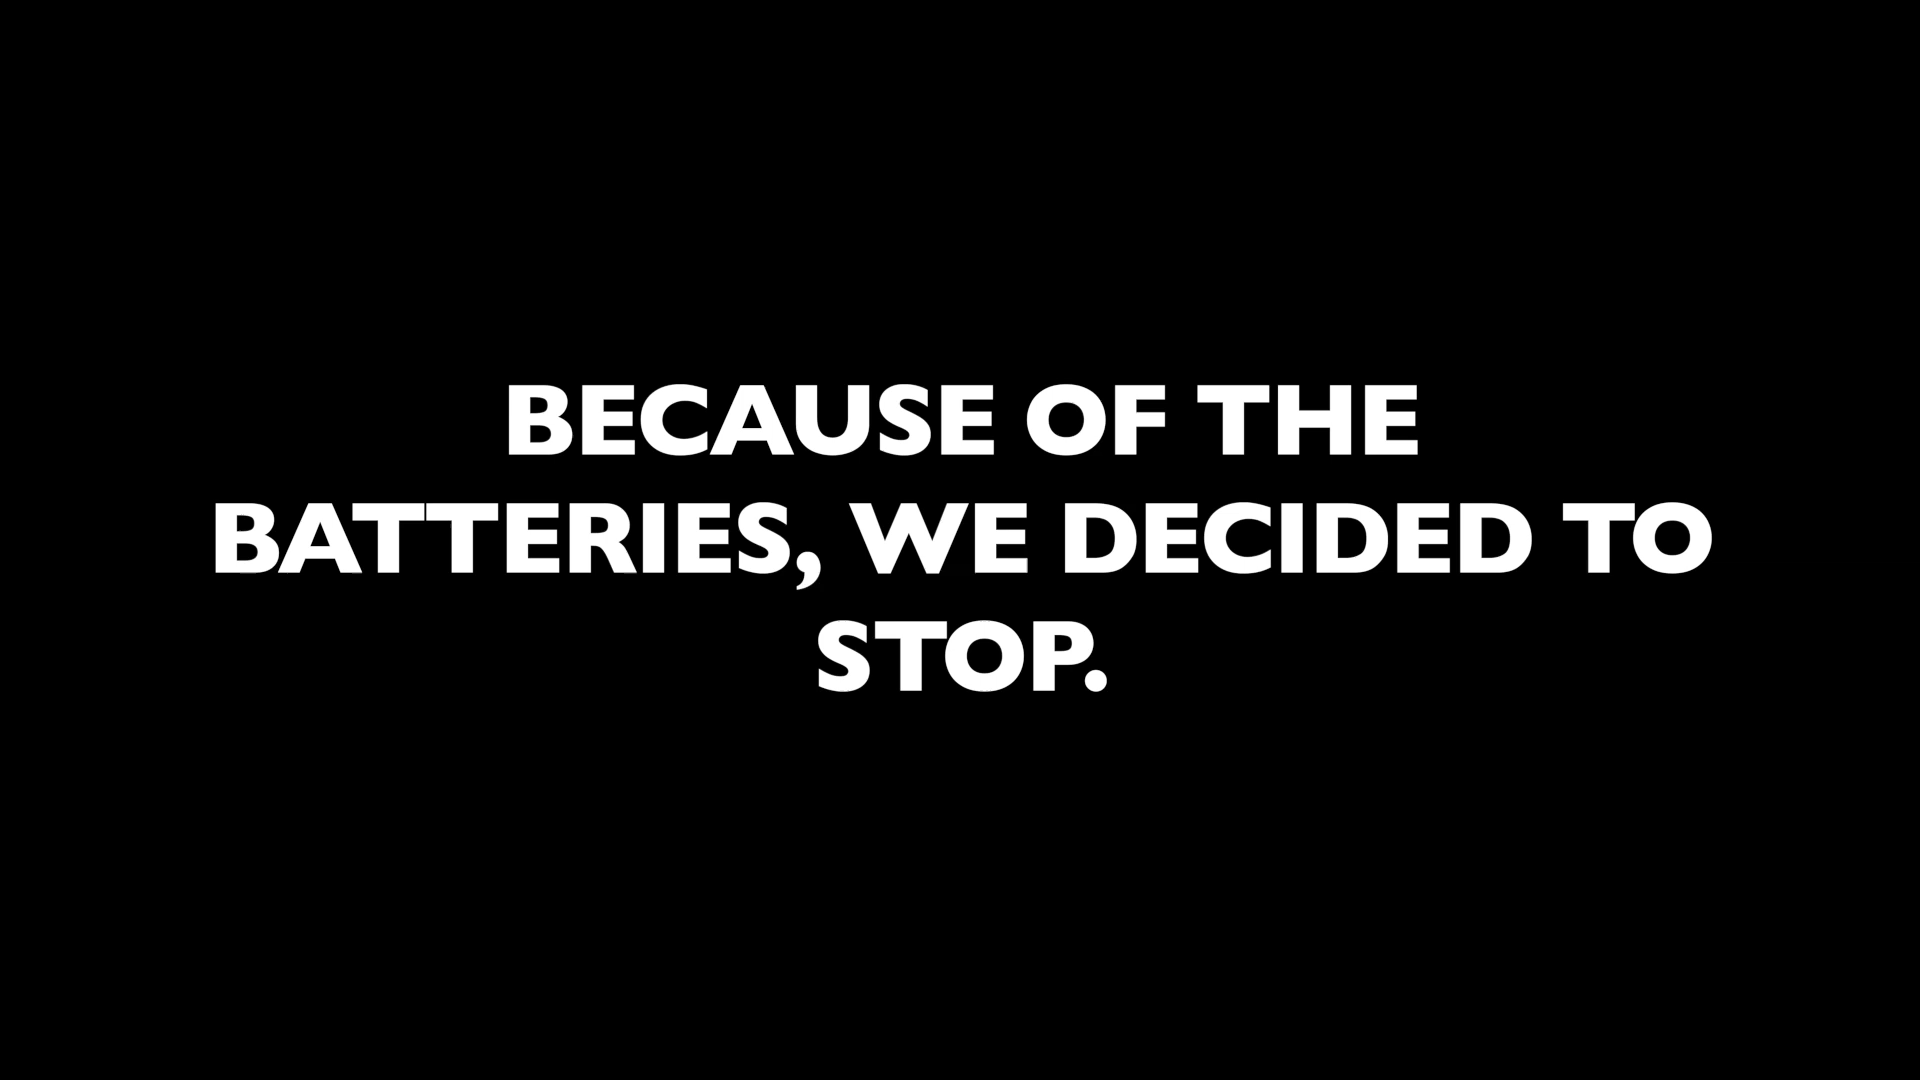 BECAUSE OF THE
BATTERIES, WE DECIDED TO
STOP.